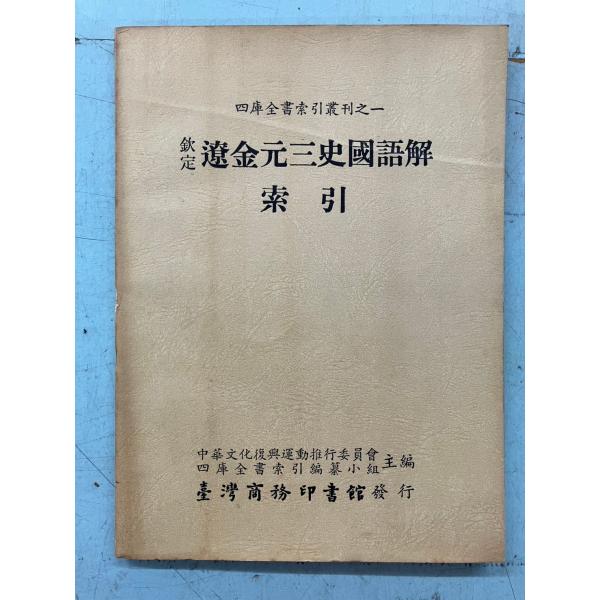 四庫全書索引叢刊之一
欽定遼金元三史國語解
索引
中華文化復興運動推行委員會
四庫全書索引編纂小組主編
臺灣商務印書館發行